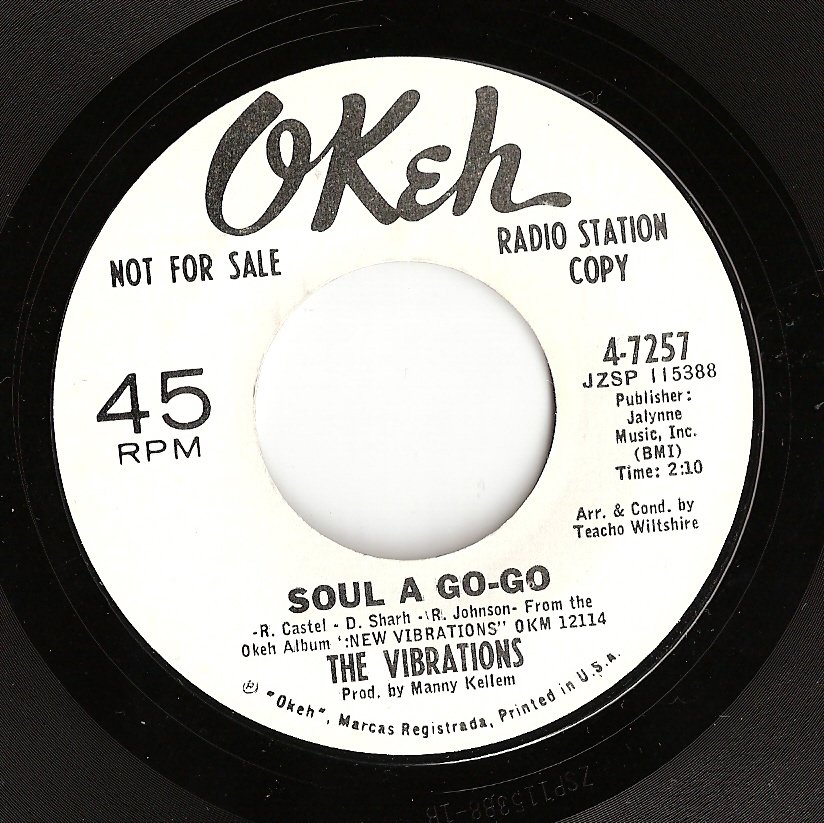 OKeh
NOT FOR SALE
RADIO STATION
COPY
45
RPM
4-7257
JZSP 115388
Publisher:
Jalynne
Music, Inc.
(BMI)
Time: 2:10
Arr. & Cond. by
Teacho Wiltshire
SOUL A GO-GO
-R. Castel - D. Sharh - R. Johnson- From the
Okeh Album ':NEW VIBRATIONS" OKM 12114
THE VIBRATIONS
Prod. by Manny Kellem
"Okeh", Marcas Registrada, Printed in U.S.A.